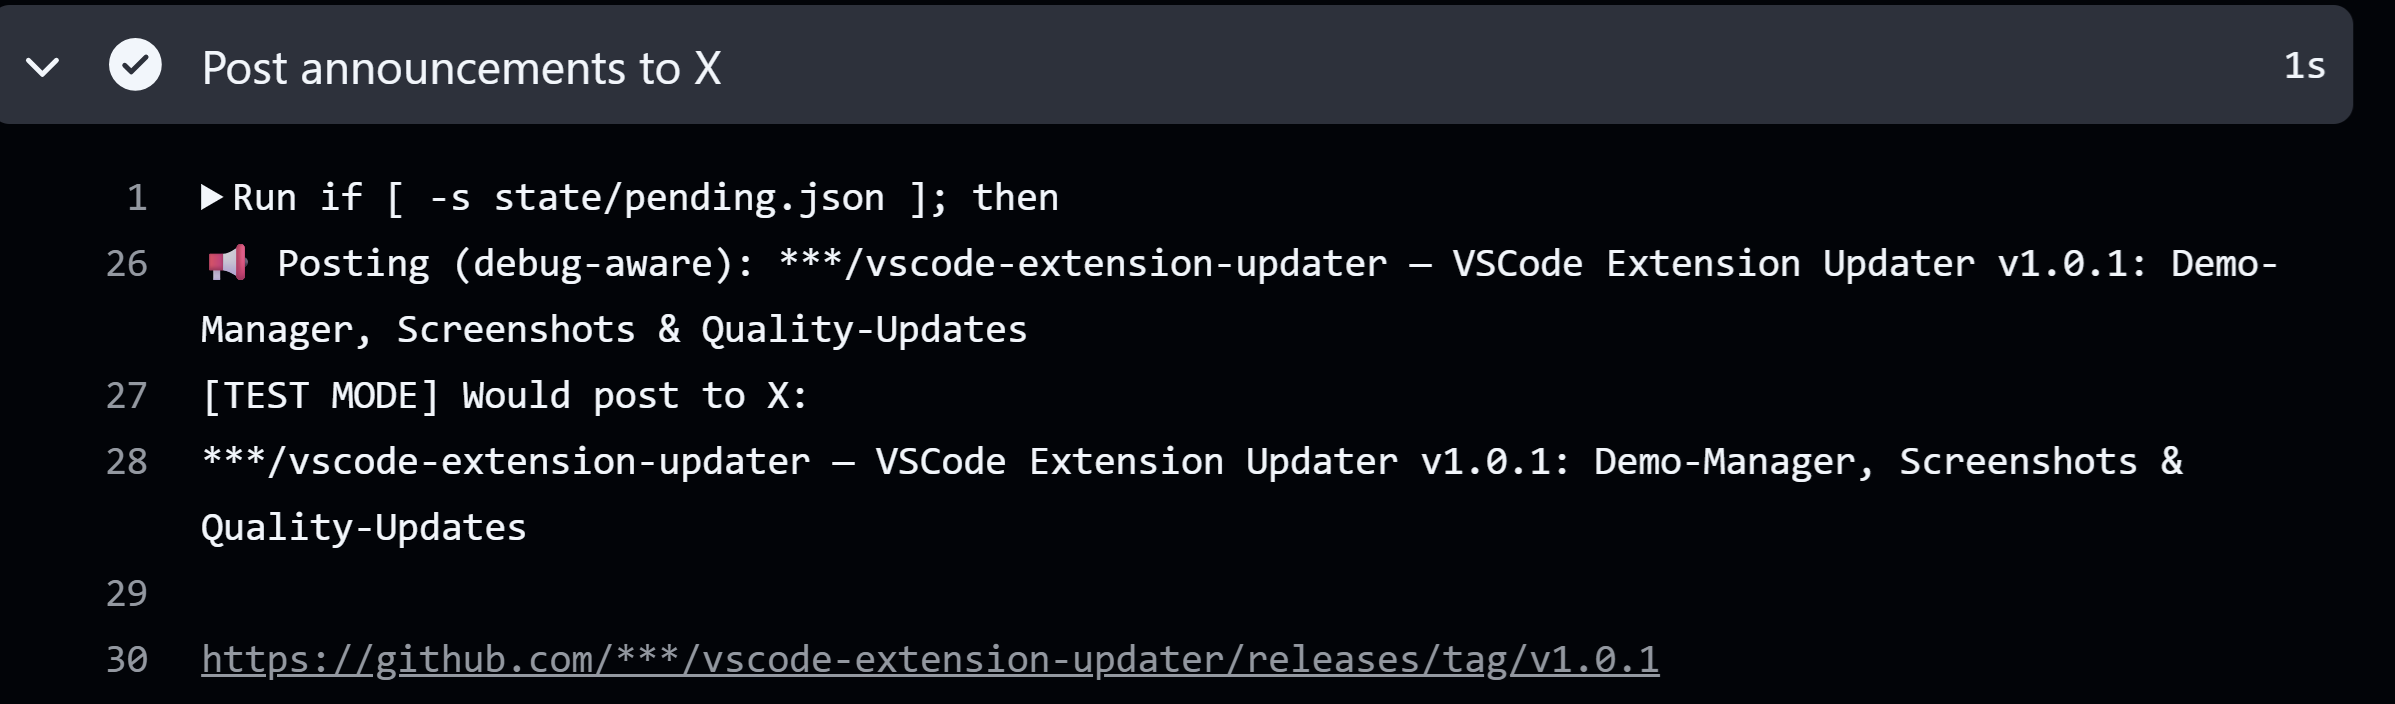 Post announcements to X
1s
1 ▶Run if [ -s state/pending.json ]; then
26 📢 Posting (debug-aware): ***/vscode-extension-updater — VSCode Extension Updater v1.0.1: Demo-
Manager, Screenshots & Quality-Updates
27 [TEST MODE] Would post to X:
28 ***/vscode-extension-updater — VSCode Extension Updater v1.0.1: Demo-Manager, Screenshots &
Quality-Updates
29
30 https://github.com/***/vscode-extension-updater/releases/tag/v1.0.1